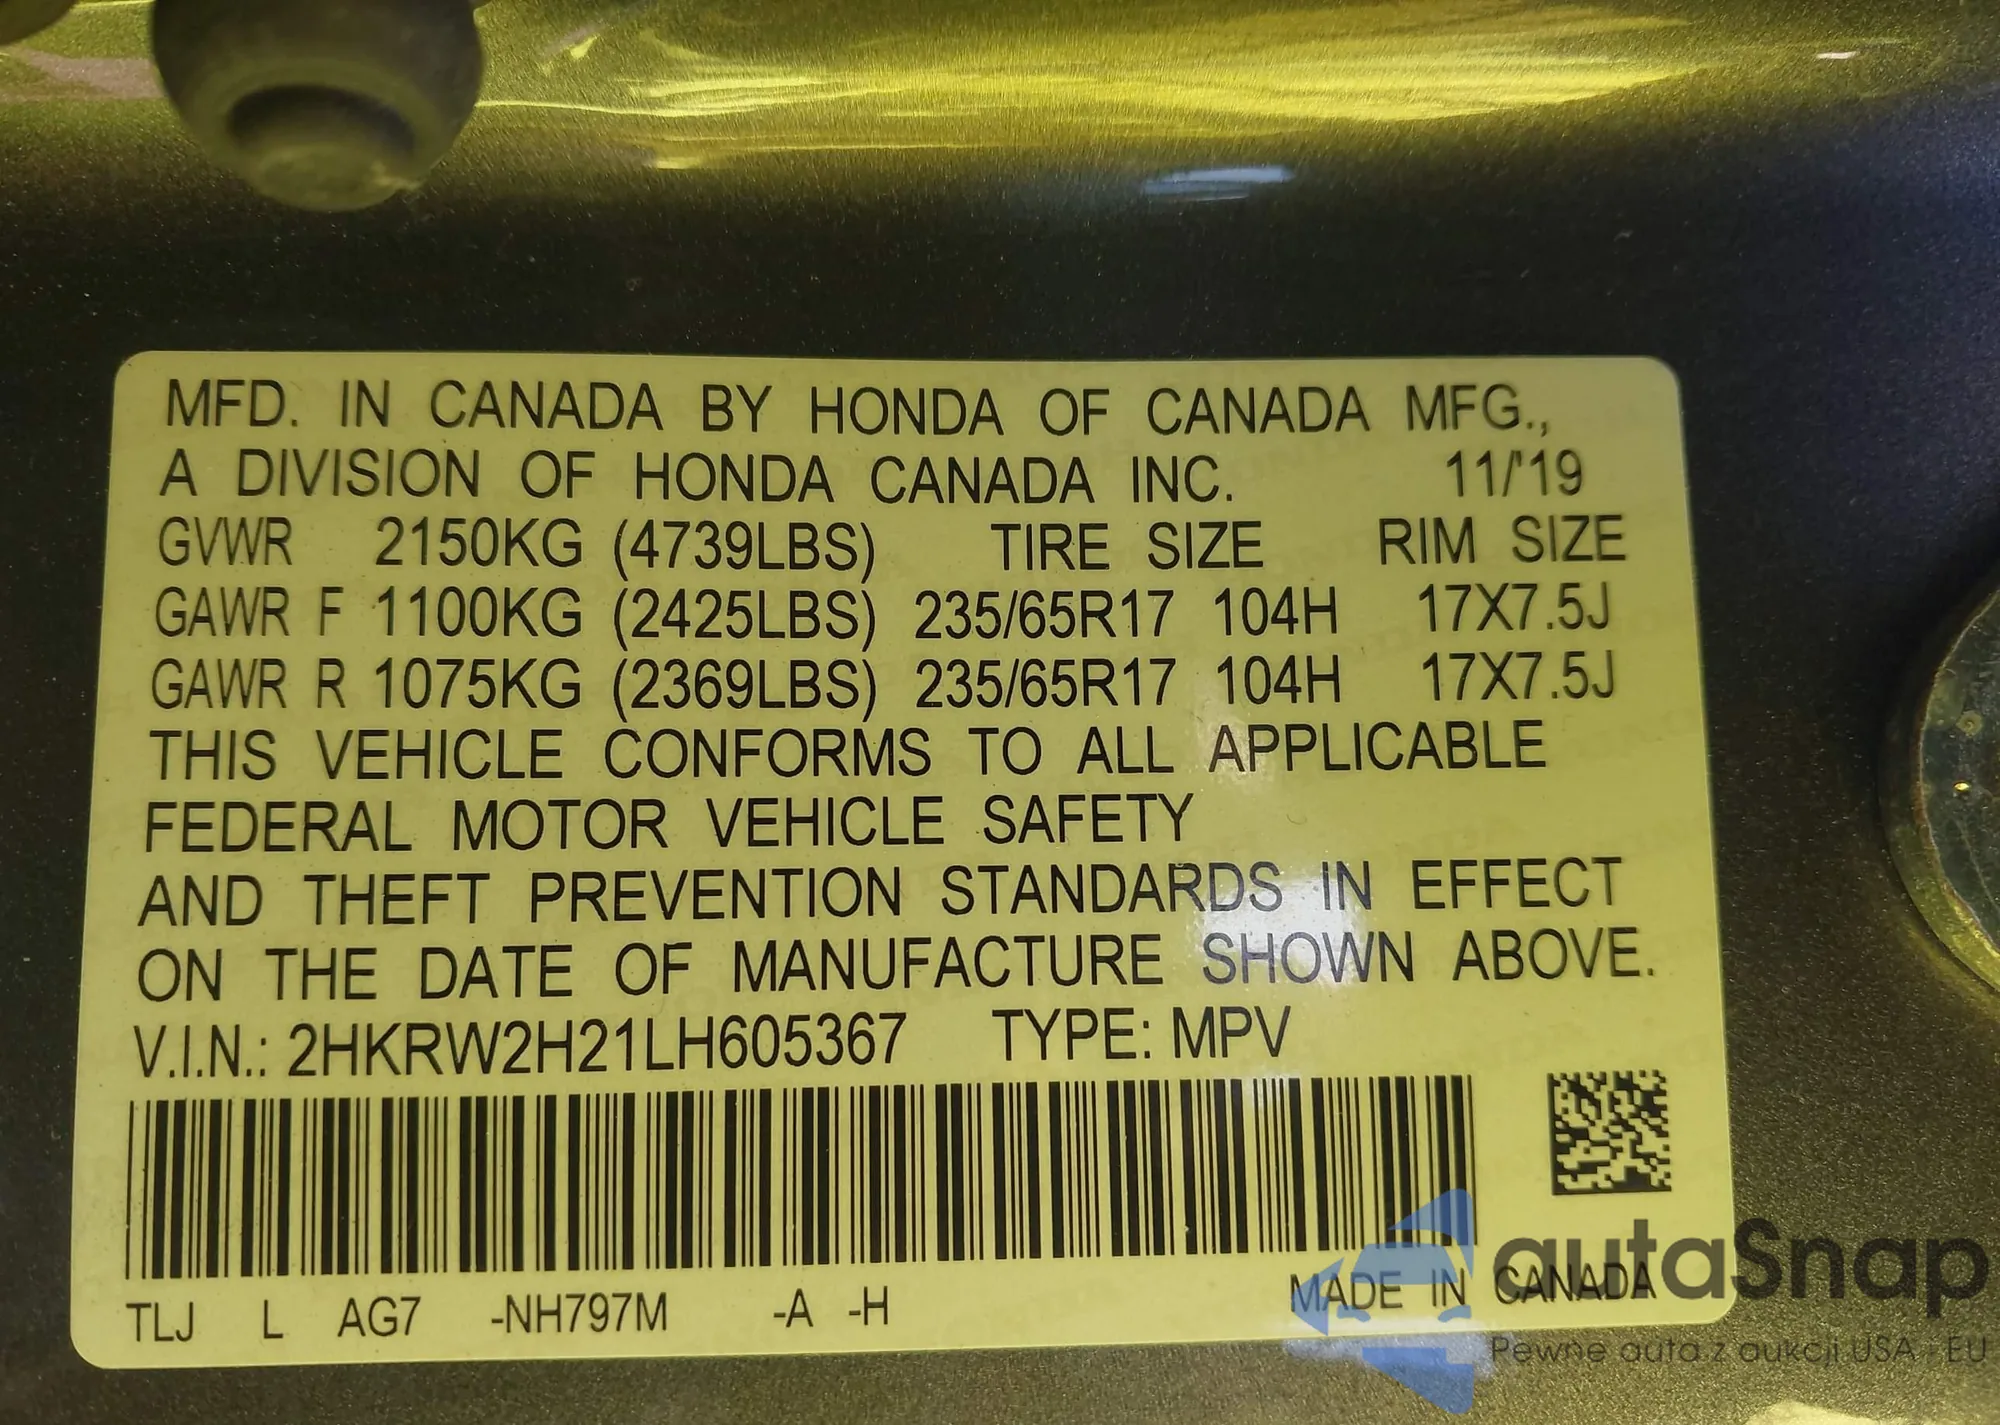 MFD. IN CANADA BY HONDA OF CANADA MFG.,
A DIVISION OF HONDA CANADA INC. 11/'19
GVWR 2150KG (4739LBS) TIRE SIZE RIM SIZE
GAWR F 1100KG (2425LBS) 235/65R17 104H 17X7.5J
GAWR R 1075KG (2369LBS) 235/65R17 104H 17X7.5J
THIS VEHICLE CONFORMS TO ALL APPLICABLE
FEDERAL MOTOR VEHICLE SAFETY
AND THEFT PREVENTION STANDARDS IN EFFECT
ON THE DATE OF MANUFACTURE SHOWN ABOVE.
V.I.N.: 2HKRW2H21LH605367 TYPE: MPV
TLJ L AG7 -NH797M -A -H MADE IN CANADA
autaSnap
Pewne auta z aukcji USA - EU